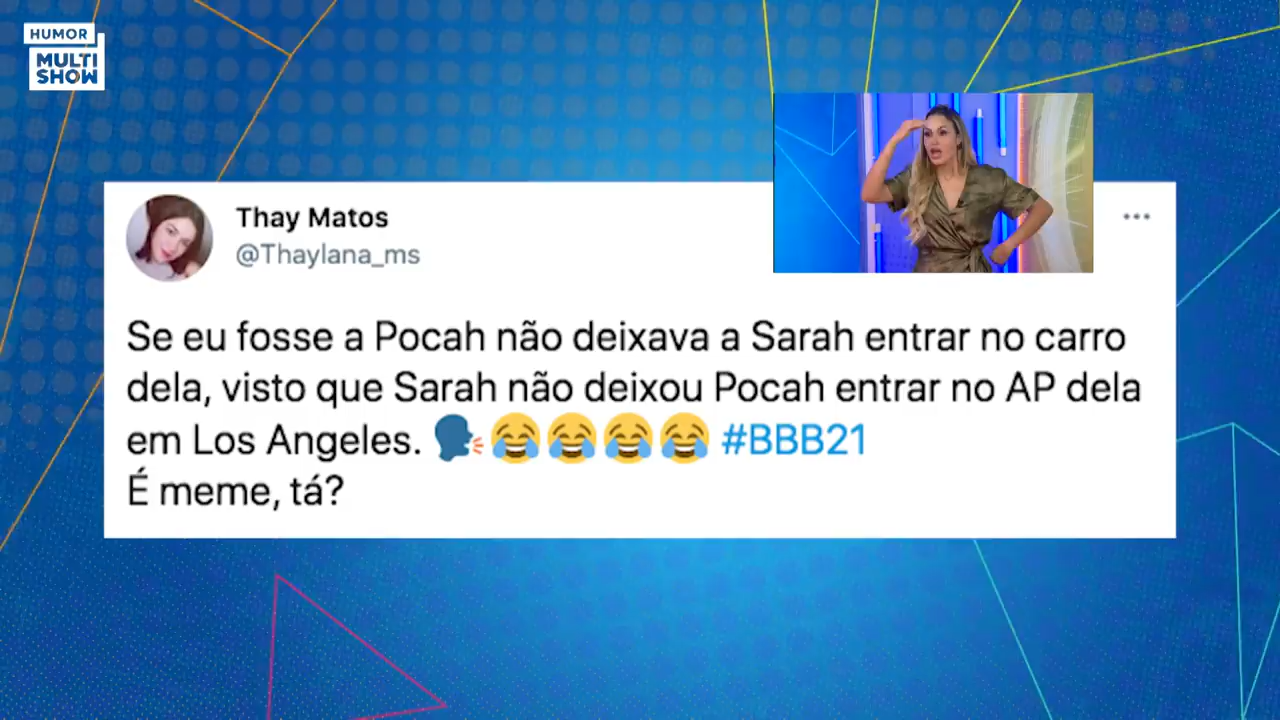 HUMOR
MULTI
SHOW
Thay Matos
@Thaylana_ms
Se eu fosse a Pocah não deixava a Sarah entrar no carro
dela, visto que Sarah não deixou Pocah entrar no AP dela
em Los Angeles. 🗣😂😂😂😂 #BBB21
É meme, tá?